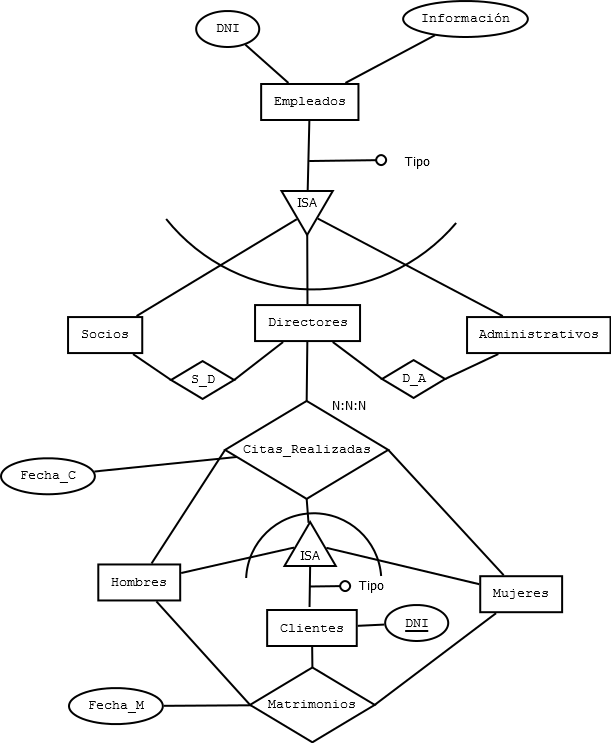 Información
DNI
Empleados
Tipo
ISA
Directores
Socios
Administrativos
S_D
D_A
N:N:N
Citas_Realizadas
Fecha_C
ISA
Hombres
Tipo
Mujeres
DNI
Clientes
Matrimonios
Fecha_M